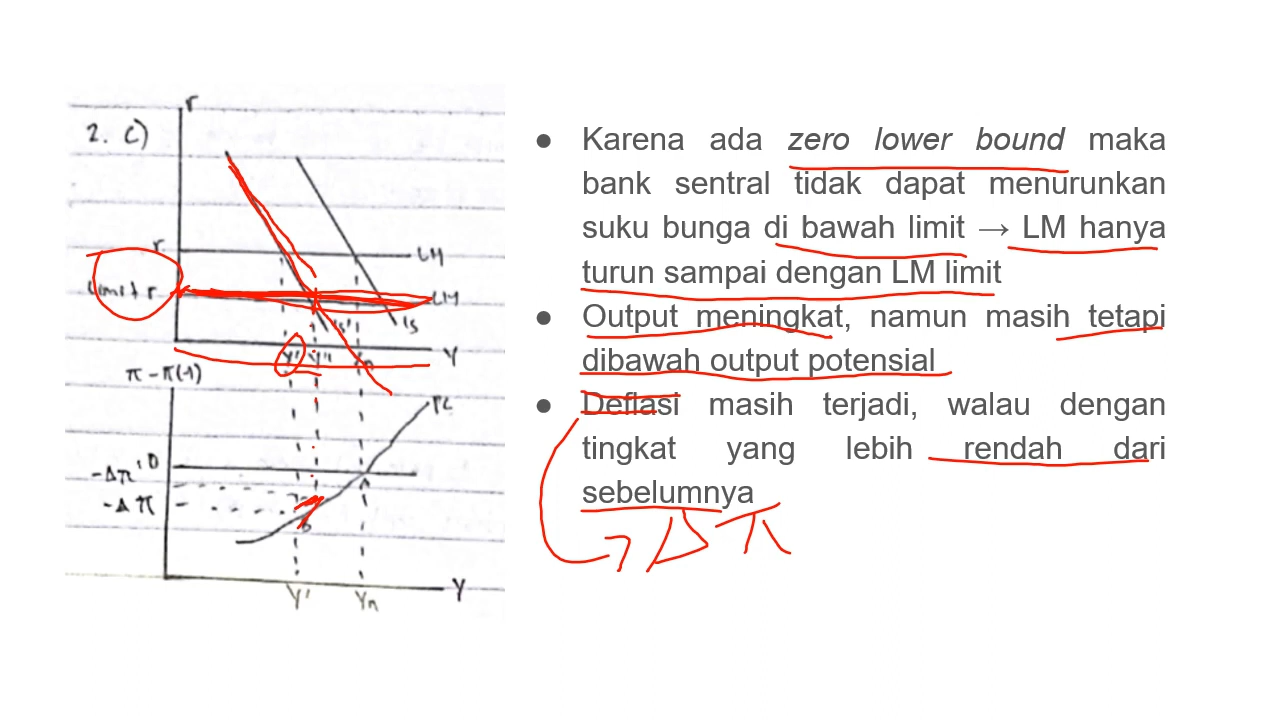 2. c)
r
r
LM
Limit r
LM
IS'
IS
Y'
Y''
n
Y
π - π(-1)
PC
0
-Δπ'
-Δπ
Y
Y'
Yn
● Karena ada zero lower bound maka
bank sentral tidak dapat menurunkan
suku bunga di bawah limit → LM hanya
turun sampai dengan LM limit
● Output meningkat, namun masih tetapi
dibawah output potensial
● Deflasi masih terjadi, walau dengan
tingkat yang lebih rendah dari
sebelumnya
Δ π